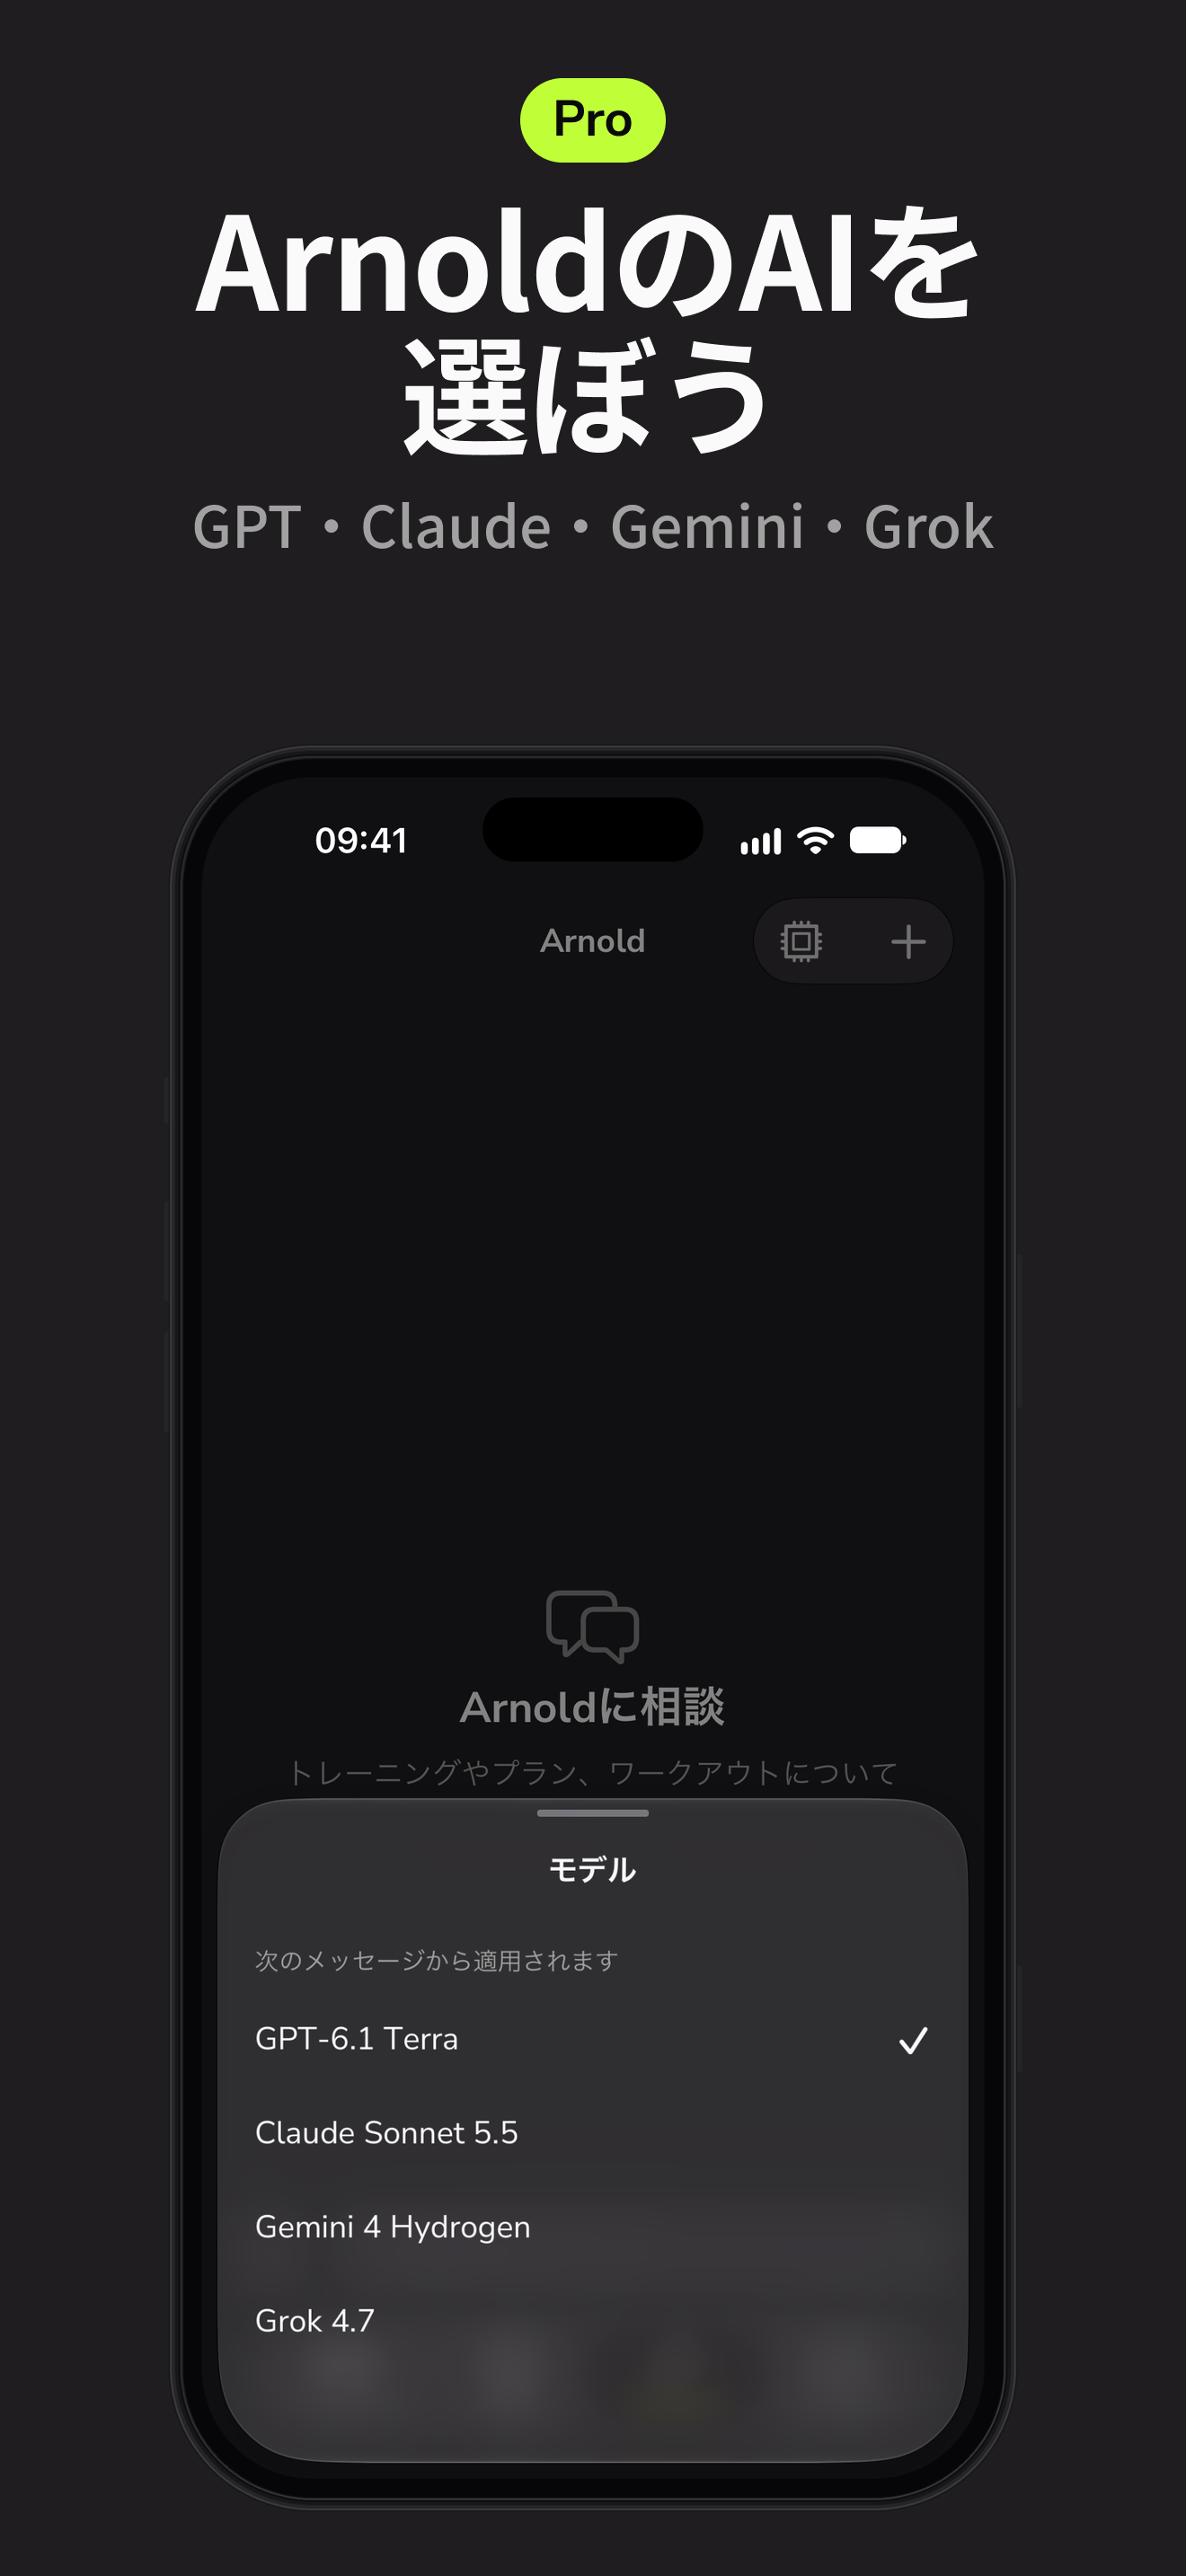 Pro
ArnoldのAIを
選ぼう
GPT・Claude・Gemini・Grok
09:41
Arnold
Arnoldに相談
トレーニングやプラン、ワークアウトについて
モデル
次のメッセージから適用されます
GPT-6.1 Terra
Claude Sonnet 5.5
Gemini 4 Hydrogen
Grok 4.7